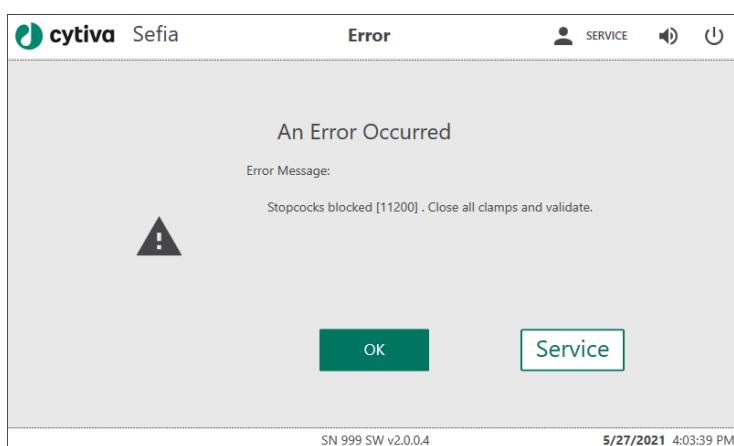 cytiva Sefia Error SERVICE
An Error Occurred
Error Message:
Stopcocks blocked [11200] . Close all clamps and validate.
OK Service
SN 999 SW v2.0.0.4 5/27/2021 4:03:39 PM